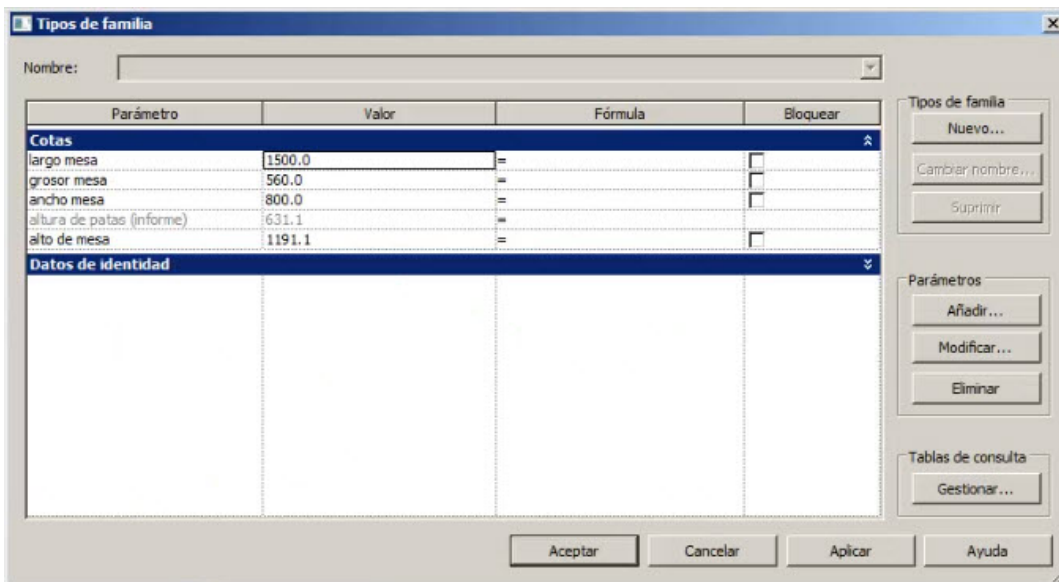 Tipos de familia
Nombre:
Parámetro Valor Fórmula Bloquear
Cotas
largo mesa 1500.0 =
grosor mesa 560.0 =
ancho mesa 800.0 =
altura de patas (informe) 631.1 =
alto de mesa 1191.1 =
Datos de identidad
Tipos de familia
Nuevo...
Cambiar nombre...
Suprimir
Parámetros
Añadir...
Modificar...
Eliminar
Tablas de consulta
Gestionar...
Aceptar Cancelar Aplicar Ayuda